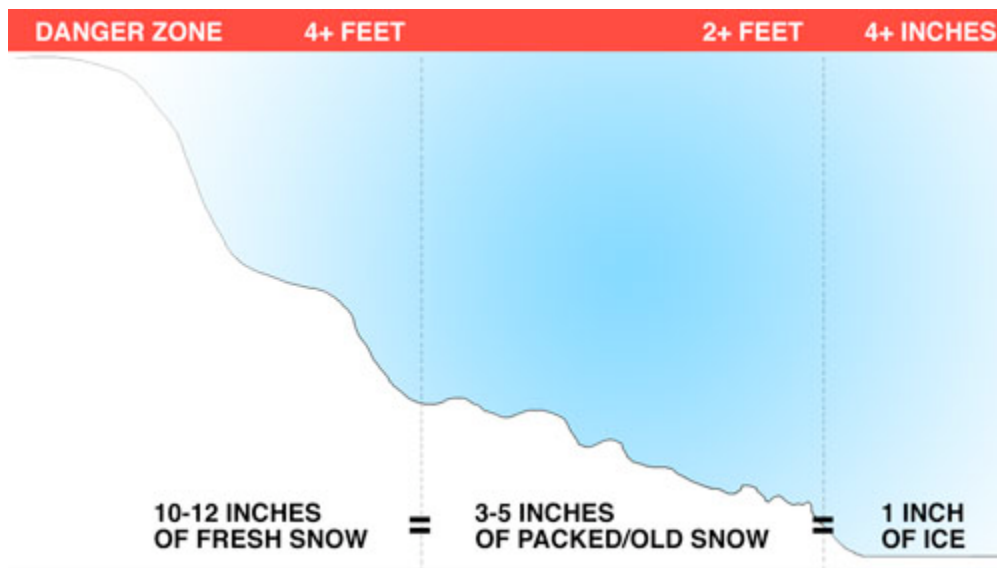 DANGER ZONE 4+ FEET 2+ FEET 4+ INCHES
10-12 INCHES
OF FRESH SNOW
=
3-5 INCHES
OF PACKED/OLD SNOW
=
1 INCH
OF ICE